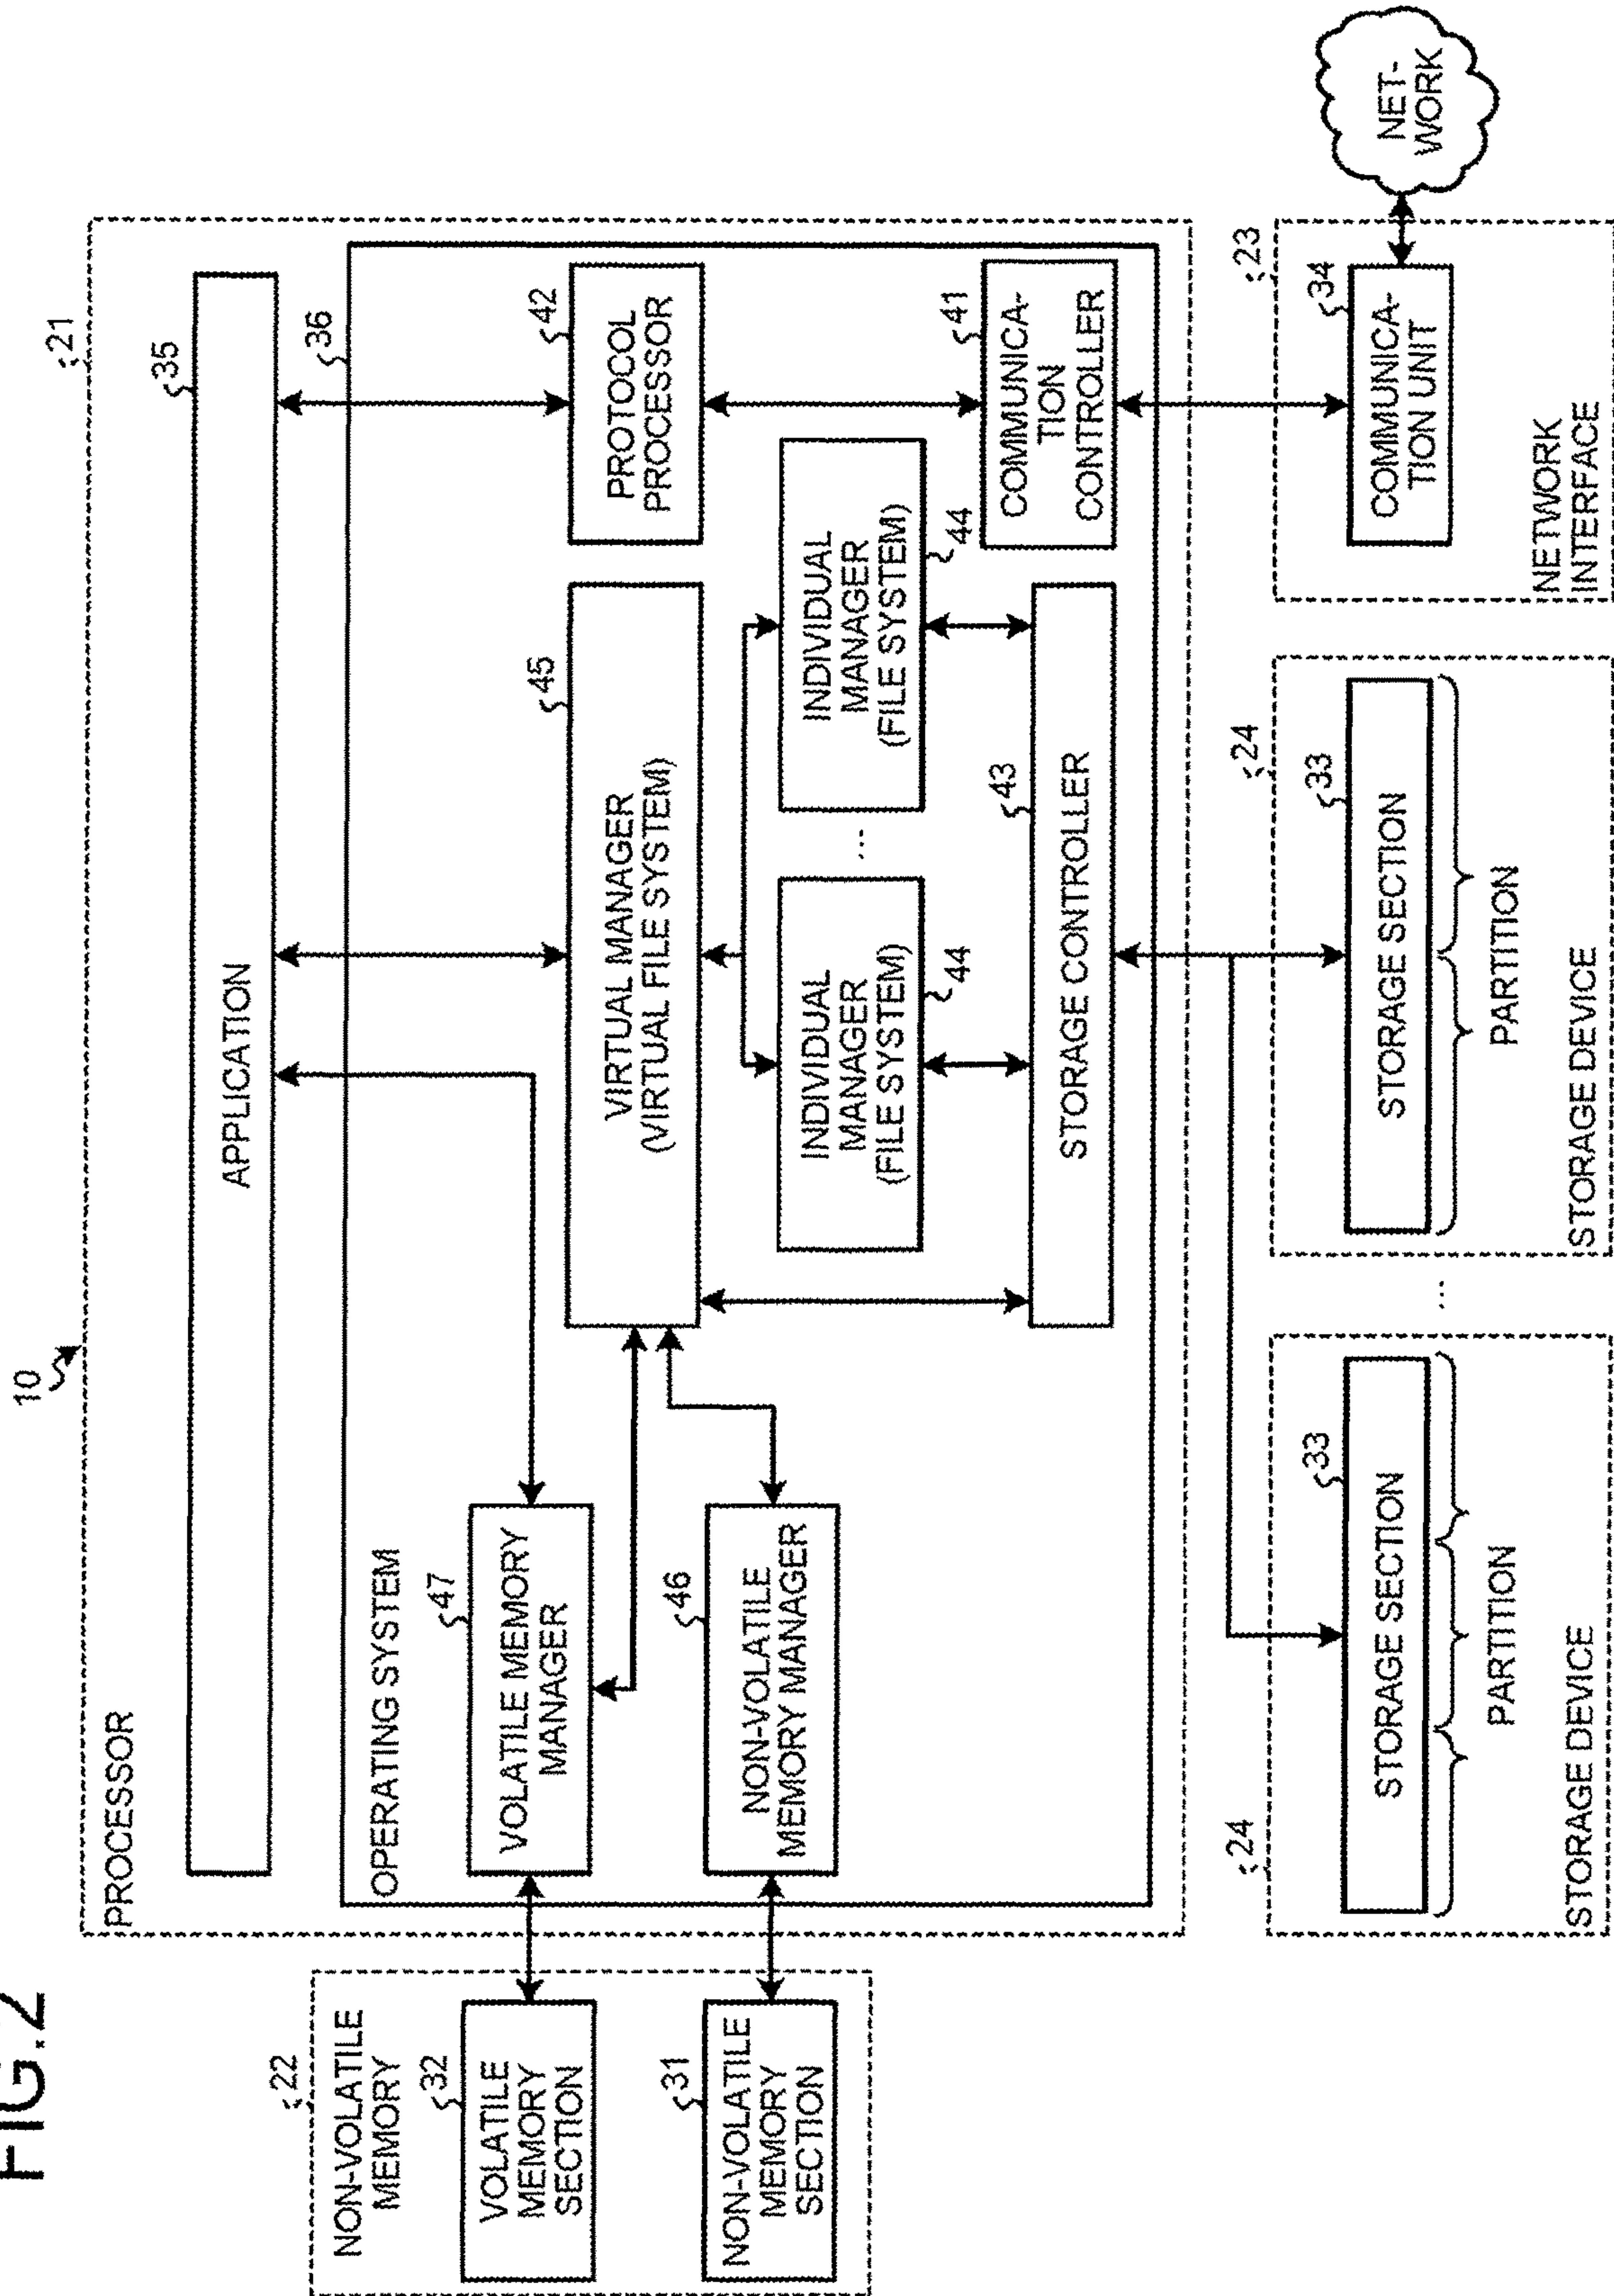 FIG.2
10
21
PROCESSOR
35
APPLICATION
36
OPERATING SYSTEM
22
NON-VOLATILE
MEMORY
32
VOLATILE
MEMORY
SECTION
31
NON-VOLATILE
MEMORY
SECTION
47
VOLATILE MEMORY
MANAGER
46
NON-VOLATILE
MEMORY MANAGER
45
VIRTUAL MANAGER
(VIRTUAL FILE SYSTEM)
42
PROTOCOL
PROCESSOR
INDIVIDUAL
MANAGER
(FILE SYSTEM)
44
...
INDIVIDUAL
MANAGER
(FILE SYSTEM)
44
43
STORAGE CONTROLLER
41
COMMUNICA-
TION
CONTROLLER
24
33
STORAGE SECTION
PARTITION
STORAGE DEVICE
...
24
33
STORAGE SECTION
PARTITION
STORAGE DEVICE
23
34
COMMUNICA-
TION UNIT
NETWORK
INTERFACE
NET-
WORK